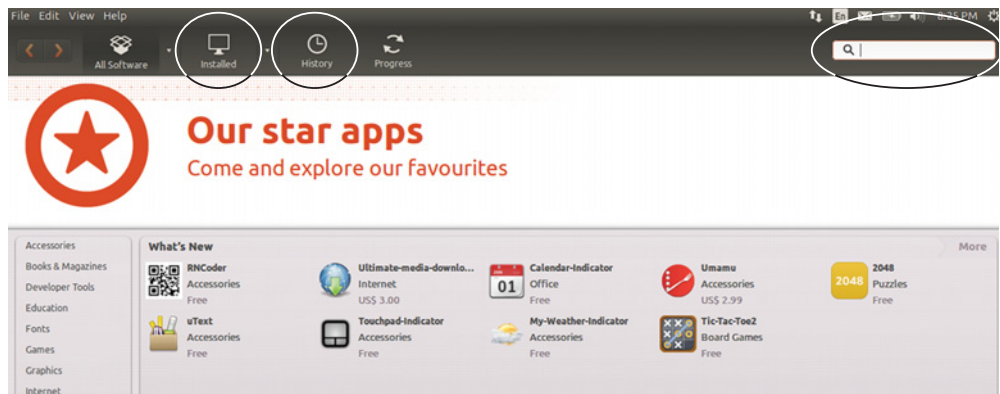 File Edit View Help
En 8:25 PM
All Software Installed History Progress
Our star apps
Come and explore our favourites
Accessories
Books & Magazines
Developer Tools
Education
Fonts
Games
Graphics
Internet
What's New More
RNCoder
Accessories
Free
Ultimate-media-downlo...
Internet
US$ 3.00
Calendar-Indicator
01
Office
Free
Umamu
Accessories
US$ 2.99
2048
2048
Puzzles
Free
uText
Accessories
Free
Touchpad-Indicator
Accessories
Free
My-Weather-Indicator
Accessories
Free
Tic-Tac-Toe2
Board Games
Free